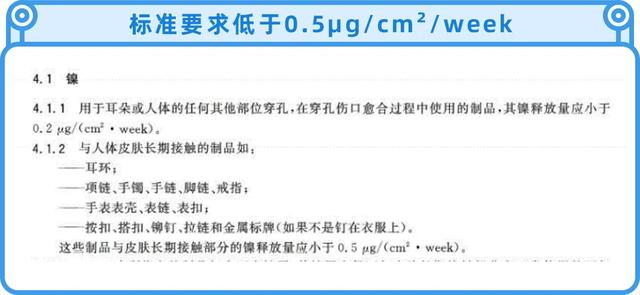 标准要求低于0.5μg/cm²/week
4.1 镍
4.1.1 用于耳朵或人体的任何其他部位穿孔,在穿孔伤口愈合过程中使用的制品,其镍释放量应小于
0.2 μg/(cm²·week)。
4.1.2 与人体皮肤长期接触的制品如:
——耳环;
——项链、手镯、手链、脚链、戒指;
——手表表壳、表链、表扣;
——按扣、搭扣、铆钉、拉链和金属标牌(如果不是钉在衣服上)。
这些制品与皮肤长期接触部分的镍释放量应小于 0.5 μg/(cm²·week)。